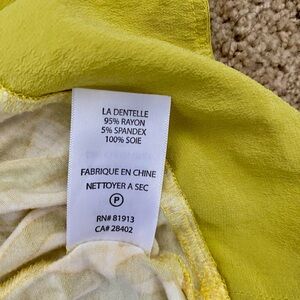 LA DENTELLE
95% RAYON
5% SPANDEX
100% SOIE
FABRIQUE EN CHINE
NETTOYER A SEC
P
RN# 81913
CA# 28402